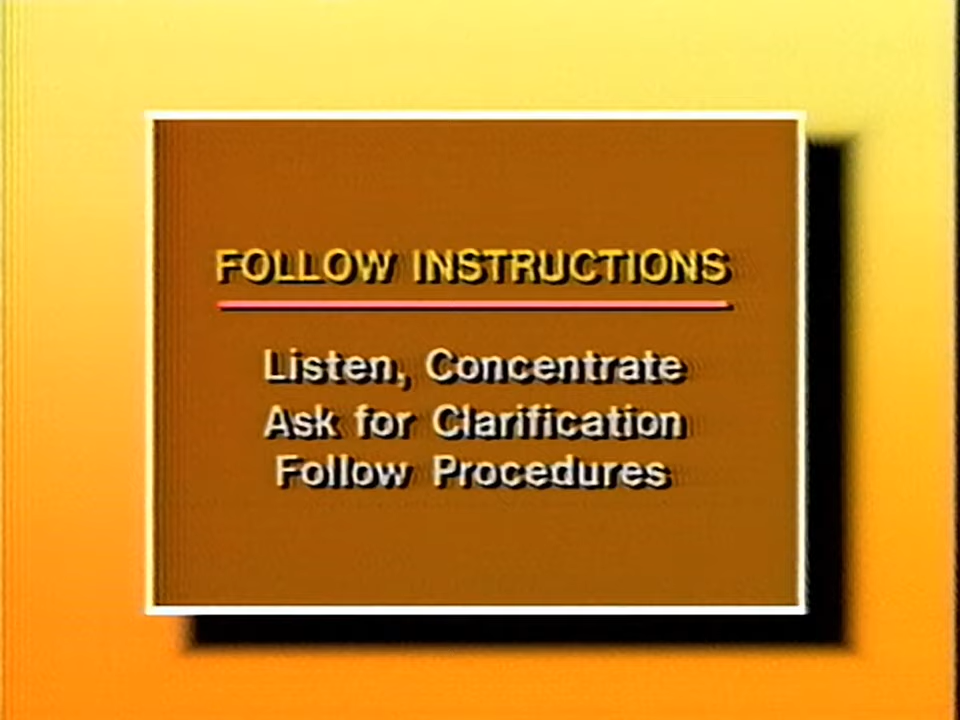 FOLLOW INSTRUCTIONS
Listen, Concentrate
Ask for Clarification
Follow Procedures